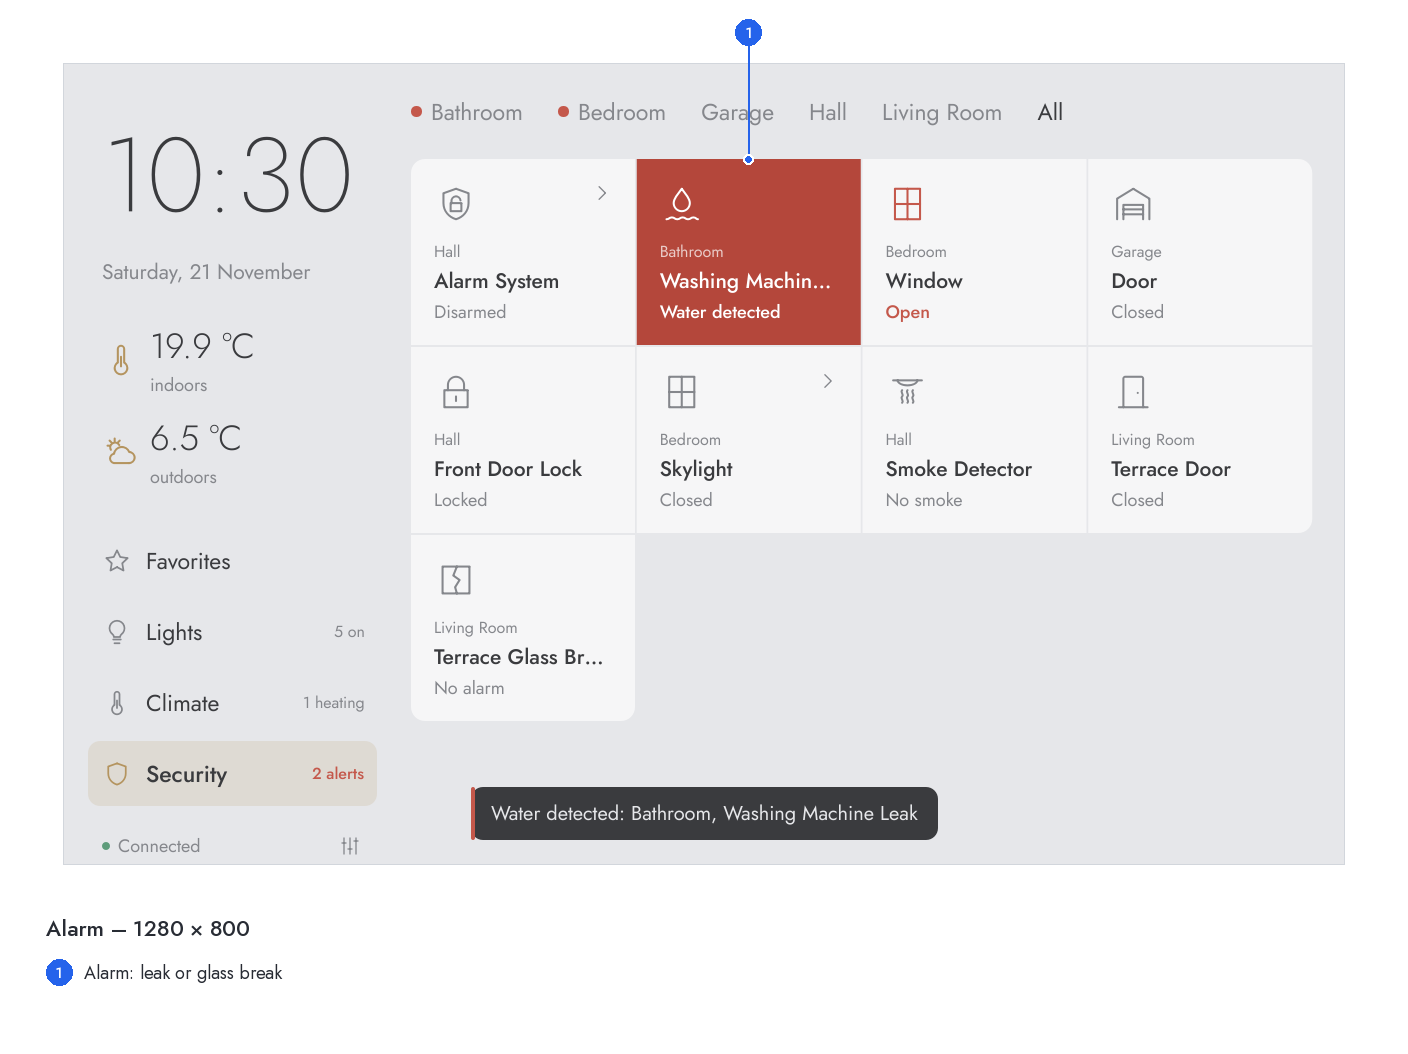 1
Bathroom Bedroom Garage Hall Living Room All
10:30
Saturday, 21 November
19.9 °C
indoors
6.5 °C
outdoors
Favorites
Lights 5 on
Climate 1 heating
Security 2 alerts
Connected
Hall
Alarm System
Disarmed
Bathroom
Washing Machin...
Water detected
Bedroom
Window
Open
Garage
Door
Closed
Hall
Front Door Lock
Locked
Bedroom
Skylight
Closed
Hall
Smoke Detector
No smoke
Living Room
Terrace Door
Closed
Living Room
Terrace Glass Br...
No alarm
Water detected: Bathroom, Washing Machine Leak
Alarm – 1280 × 800
1 Alarm: leak or glass break